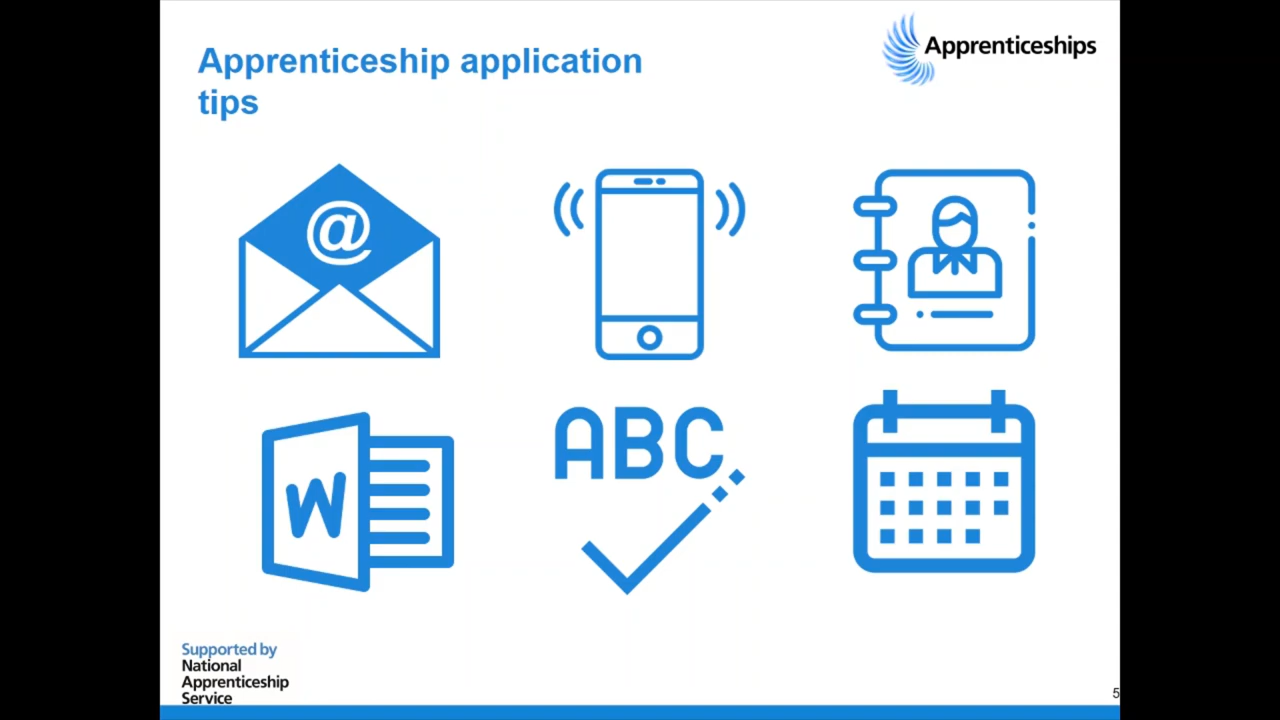 Apprenticeship application
tips
Apprenticeships
@
W
ABC
Supported by
National
Apprenticeship
Service
5